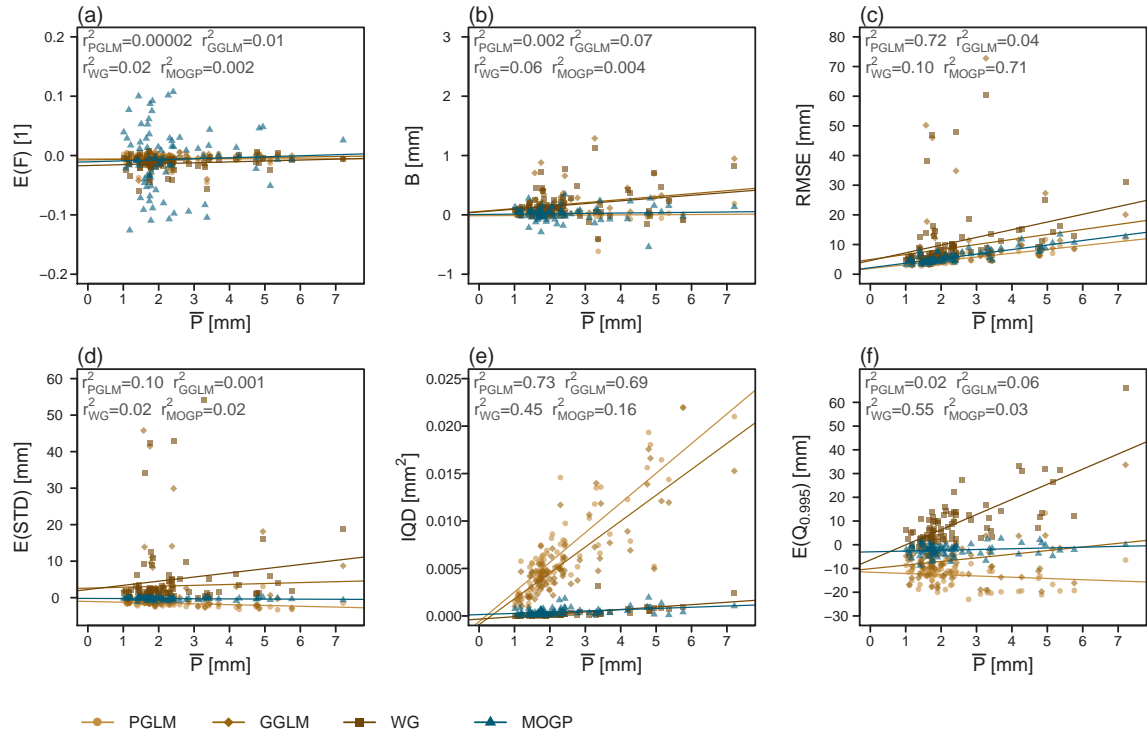 (a)
r²PGLM=0.00002 r²GGLM=0.01
r²WG=0.02 r²MOGP=0.002
E(F) [1]
0.2
0.1
0.0
−0.1
−0.2
0 1 2 3 4 5 6 7
P̅ [mm]
(b)
r²PGLM=0.002 r²GGLM=0.07
r²WG=0.06 r²MOGP=0.004
B [mm]
3
2
1
0
−1
0 1 2 3 4 5 6 7
P̅ [mm]
(c)
r²PGLM=0.72 r²GGLM=0.04
r²WG=0.10 r²MOGP=0.71
RMSE [mm]
80
70
60
50
40
30
20
10
0
0 1 2 3 4 5 6 7
P̅ [mm]
(d)
r²PGLM=0.10 r²GGLM=0.001
r²WG=0.02 r²MOGP=0.02
E(STD) [mm]
60
50
40
30
20
10
0
0 1 2 3 4 5 6 7
P̅ [mm]
(e)
r²PGLM=0.73 r²GGLM=0.69
r²WG=0.45 r²MOGP=0.16
IQD [mm²]
0.025
0.020
0.015
0.010
0.005
0.000
0 1 2 3 4 5 6 7
P̅ [mm]
(f)
r²PGLM=0.02 r²GGLM=0.06
r²WG=0.55 r²MOGP=0.03
E(Q0.995) [mm]
70
60
50
40
30
20
10
0
−10
−20
−30
0 1 2 3 4 5 6 7
P̅ [mm]
PGLM GGLM WG MOGP